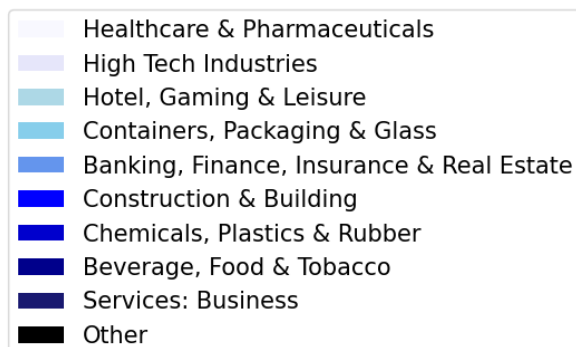 Healthcare & Pharmaceuticals
High Tech Industries
Hotel, Gaming & Leisure
Containers, Packaging & Glass
Banking, Finance, Insurance & Real Estate
Construction & Building
Chemicals, Plastics & Rubber
Beverage, Food & Tobacco
Services: Business
Other